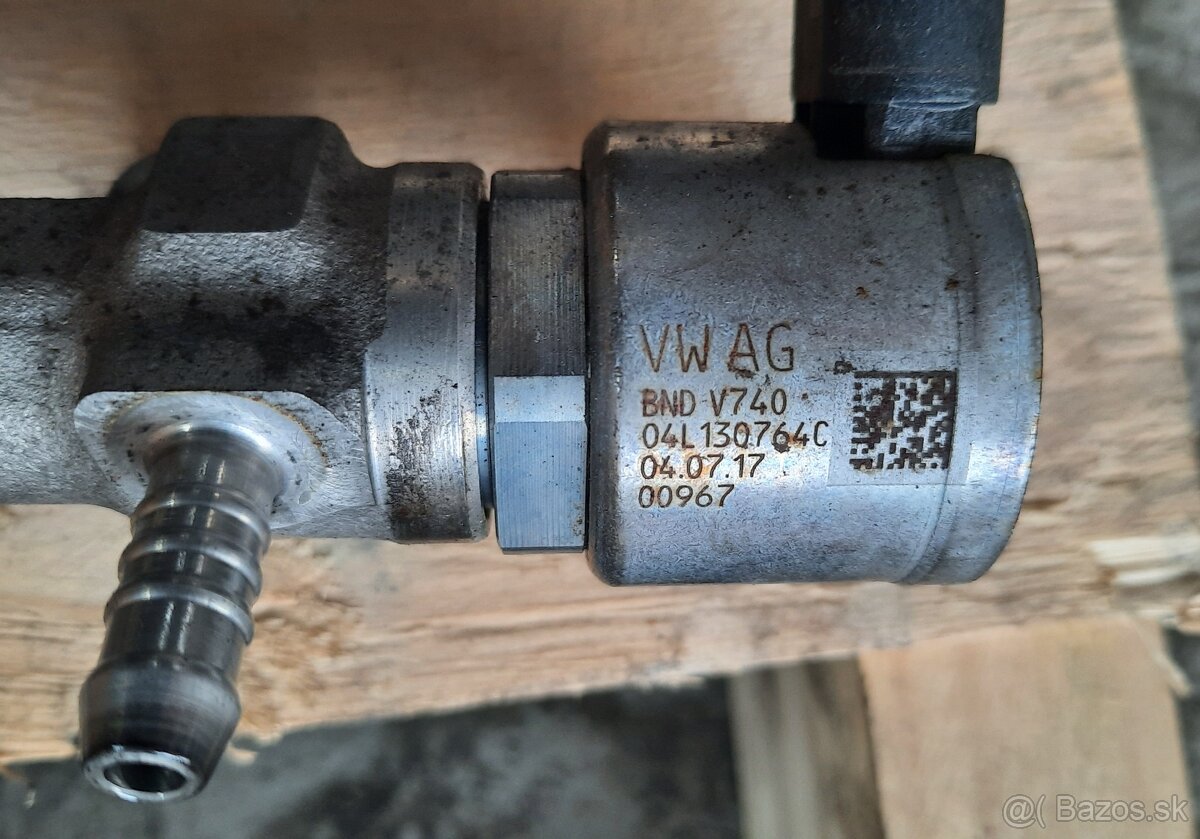 VW AG
BND V740
04L130764C
04.07.17
00967
@( Bazos.sk